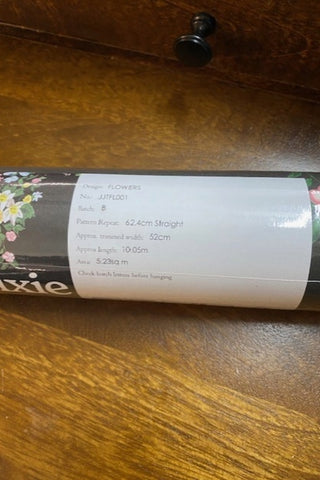 Design: FLOWERS
No.: JJTFL001
Batch: B
Pattern Repeat: 62.4cm Straight
Approx. trimmed width: 52cm
Approx length: 10.05m
Area: 5.23sq.m
Check batch letters before hanging
xie